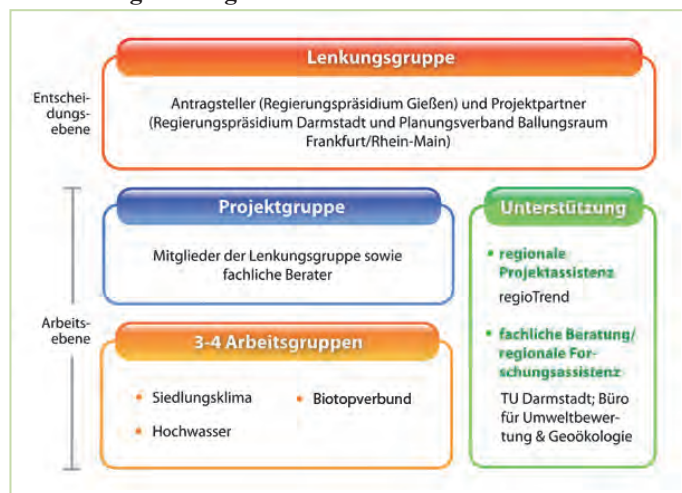 Lenkungsgruppe
Entschei-
dungs-
ebene
Antragsteller (Regierungspräsidium Gießen) und Projektpartner
(Regierungspräsidium Darmstadt und Planungsverband Ballungsraum
Frankfurt/Rhein-Main)
Projektgruppe
Mitglieder der Lenkungsgruppe sowie
fachliche Berater
Arbeits-
ebene
3-4 Arbeitsgruppen
• Siedlungsklima
• Biotopverbund
• Hochwasser
Unterstützung
• regionale
Projektassistenz
regioTrend
• fachliche Beratung/
regionale For-
schungsassistenz
TU Darmstadt; Büro
für Umweltbewer-
tung & Geoökologie